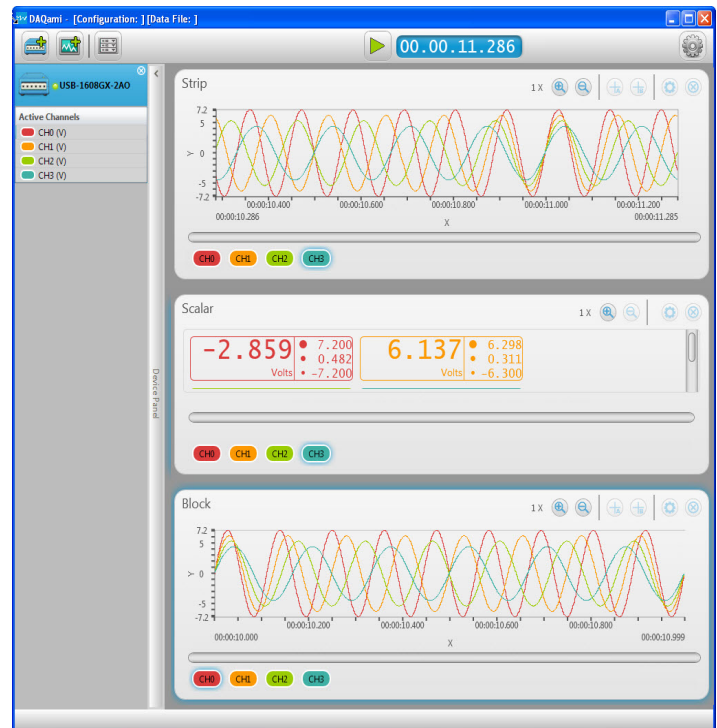 DAQami - [Configuration: ] [Data File: ]
00.00.11.286
USB-1608GX-2AO
Active Channels
CH0 (V)
CH1 (V)
CH2 (V)
CH3 (V)
Device Panel
Strip
1 X
7.2
5
0
-5
-7.2
Y
00:00:10.400 00:00:10.600 00:00:10.800 00:00:11.000 00:00:11.200
00:00:10.286 00:00:11.285
X
CH0 CH1 CH2 CH3
Scalar
1 X
-2.859 7.200 6.137 6.298
0.482 0.311
Volts -7.200 Volts -6.300
CH0 CH1 CH2 CH3
Block
1 X
7.2
5
0
-5
-7.2
Y
00:00:10.200 00:00:10.400 00:00:10.600 00:00:10.800
00:00:10.000 00:00:10.999
X
CH0 CH1 CH2 CH3